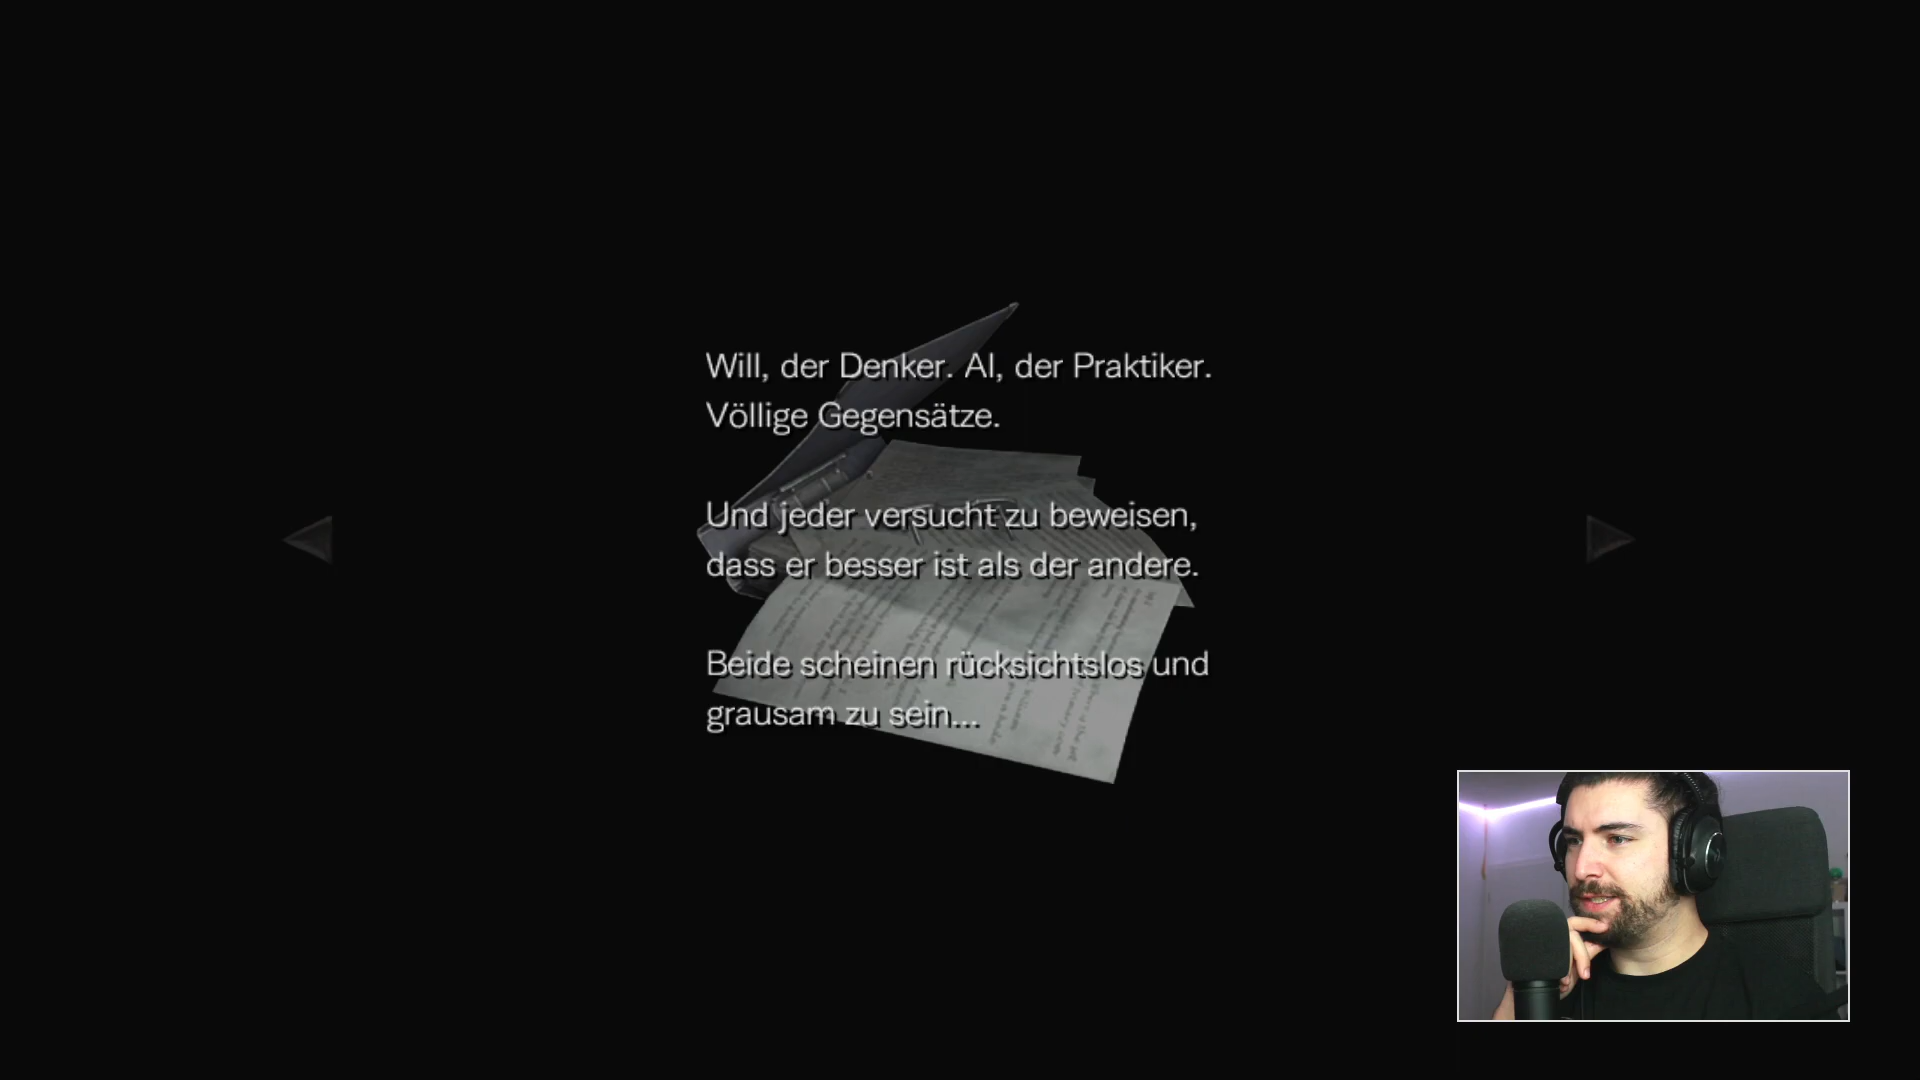 Will, der Denker. Al, der Praktiker.
Völlige Gegensätze.
Und jeder versucht zu beweisen,
dass er besser ist als der andere.
Beide scheinen rücksichtslos und
grausam zu sein...